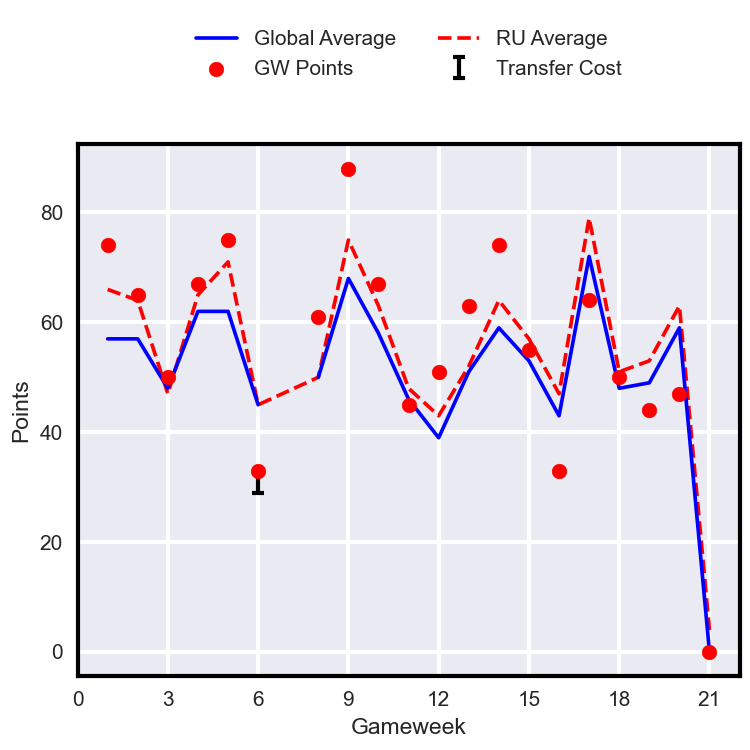 Global Average
RU Average
GW Points
Transfer Cost
80
60
40
20
0
Points
0 3 6 9 12 15 18 21
Gameweek